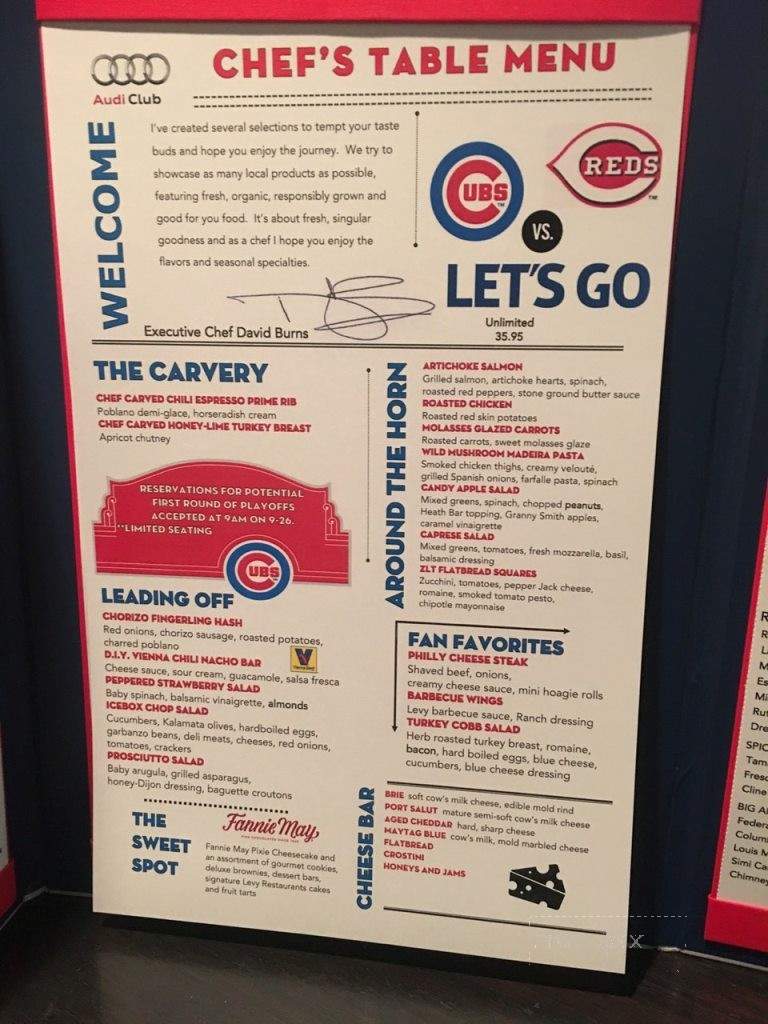 CHEF'S TABLE MENU
Audi Club
WELCOME
I've created several selections to tempt your taste
buds and hope you enjoy the journey. We try to
showcase as many local products as possible,
featuring fresh, organic, responsibly grown and
good for you food. It's about fresh, singular
goodness and as a chef I hope you enjoy the
flavors and seasonal specialties.
Executive Chef David Burns
CUBS
TM
VS.
REDS
TM
LET'S GO
Unlimited
35.95
THE CARVERY
CHEF CARVED CHILI ESPRESSO PRIME RIB
Poblano demi-glace, horseradish cream
CHEF CARVED HONEY-LIME TURKEY BREAST
Apricot chutney
RESERVATIONS FOR POTENTIAL
FIRST ROUND OF PLAYOFFS
ACCEPTED AT 9AM ON 9-26.
**LIMITED SEATING
CUBS
LEADING OFF
CHORIZO FINGERLING HASH
Red onions, chorizo sausage, roasted potatoes,
charred poblano
D.I.Y. VIENNA CHILI NACHO BAR
Cheese sauce, sour cream, guacamole, salsa fresca
PEPPERED STRAWBERRY SALAD
Baby spinach, balsamic vinaigrette, almonds
ICEBOX CHOP SALAD
Cucumbers, Kalamata olives, hardboiled eggs,
garbanzo beans, deli meats, cheeses, red onions,
tomatoes, crackers
PROSCIUTTO SALAD
Baby arugula, grilled asparagus,
honey-Dijon dressing, baguette croutons
THE
SWEET
SPOT
Fannie May
Fannie May Pixie Cheesecake and
an assortment of gourmet cookies,
deluxe brownies, dessert bars,
signature Levy Restaurants cakes
and fruit tarts
AROUND THE HORN
ARTICHOKE SALMON
Grilled salmon, artichoke hearts, spinach,
roasted red peppers, stone ground butter sauce
ROASTED CHICKEN
Roasted red skin potatoes
MOLASSES GLAZED CARROTS
Roasted carrots, sweet molasses glaze
WILD MUSHROOM MADEIRA PASTA
Smoked chicken thighs, creamy velouté,
grilled Spanish onions, farfalle pasta, spinach
CANDY APPLE SALAD
Mixed greens, spinach, chopped peanuts,
Heath Bar topping, Granny Smith apples,
caramel vinaigrette
CAPRESE SALAD
Mixed greens, tomatoes, fresh mozzarella, basil,
balsamic dressing
ZLT FLATBREAD SQUARES
Zucchini, tomatoes, pepper Jack cheese,
romaine, smoked tomato pesto,
chipotle mayonnaise
FAN FAVORITES
PHILLY CHEESE STEAK
Shaved beef, onions,
creamy cheese sauce, mini hoagie rolls
BARBECUE WINGS
Levy barbecue sauce, Ranch dressing
TURKEY COBB SALAD
Herb roasted turkey breast, romaine,
bacon, hard boiled eggs, blue cheese,
cucumbers, blue cheese dressing
CHEESE BAR
BRIE soft cow's milk cheese, edible mold rind
PORT SALUT mature semi-soft cow's milk cheese
AGED CHEDDAR hard, sharp cheese
MAYTAG BLUE cow's milk, mold marbled cheese
FLATBREAD
CROSTINI
HONEYS AND JAMS
SPIC
Tam
Fresc
Cline
BIG A
Federa
Colum
Louis M
Simi Ca
Chimney